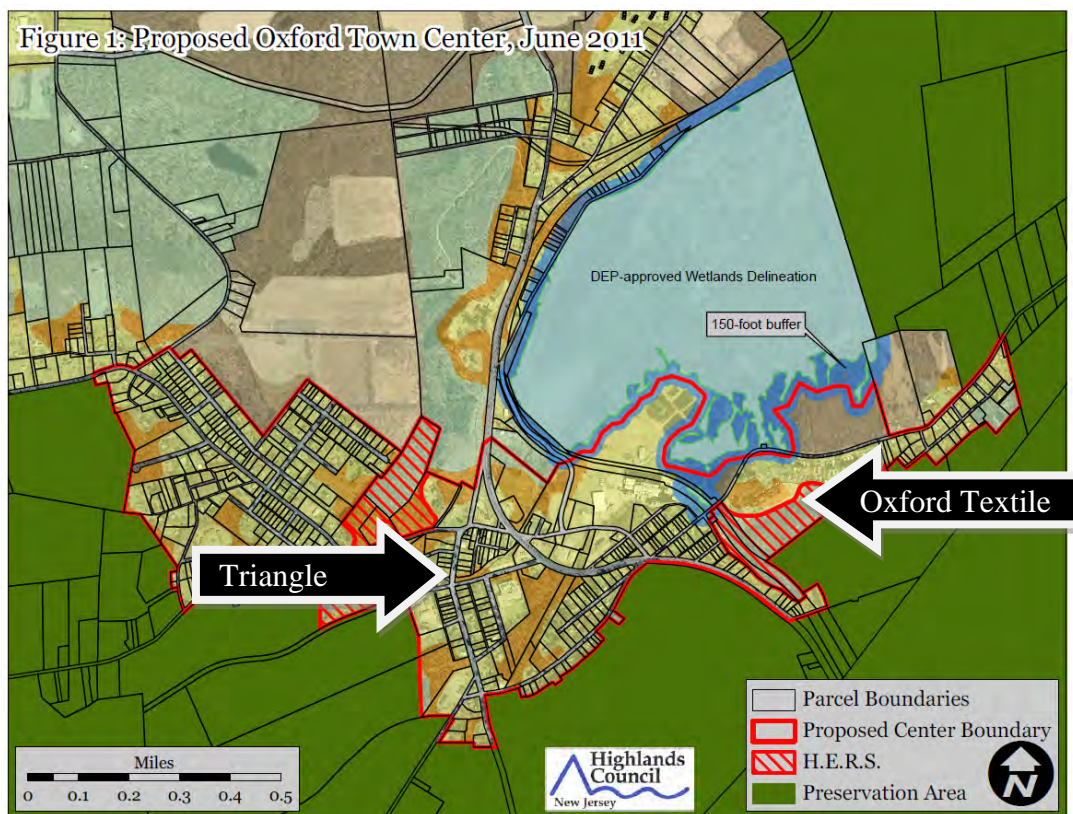 Figure 1: Proposed Oxford Town Center, June 2011
DEP-approved Wetlands Delineation
150-foot buffer
Oxford Textile
Triangle
Parcel Boundaries
Proposed Center Boundary
H.E.R.S.
Preservation Area
N
Miles
0 0.1 0.2 0.3 0.4 0.5
Highlands
Council
New Jersey